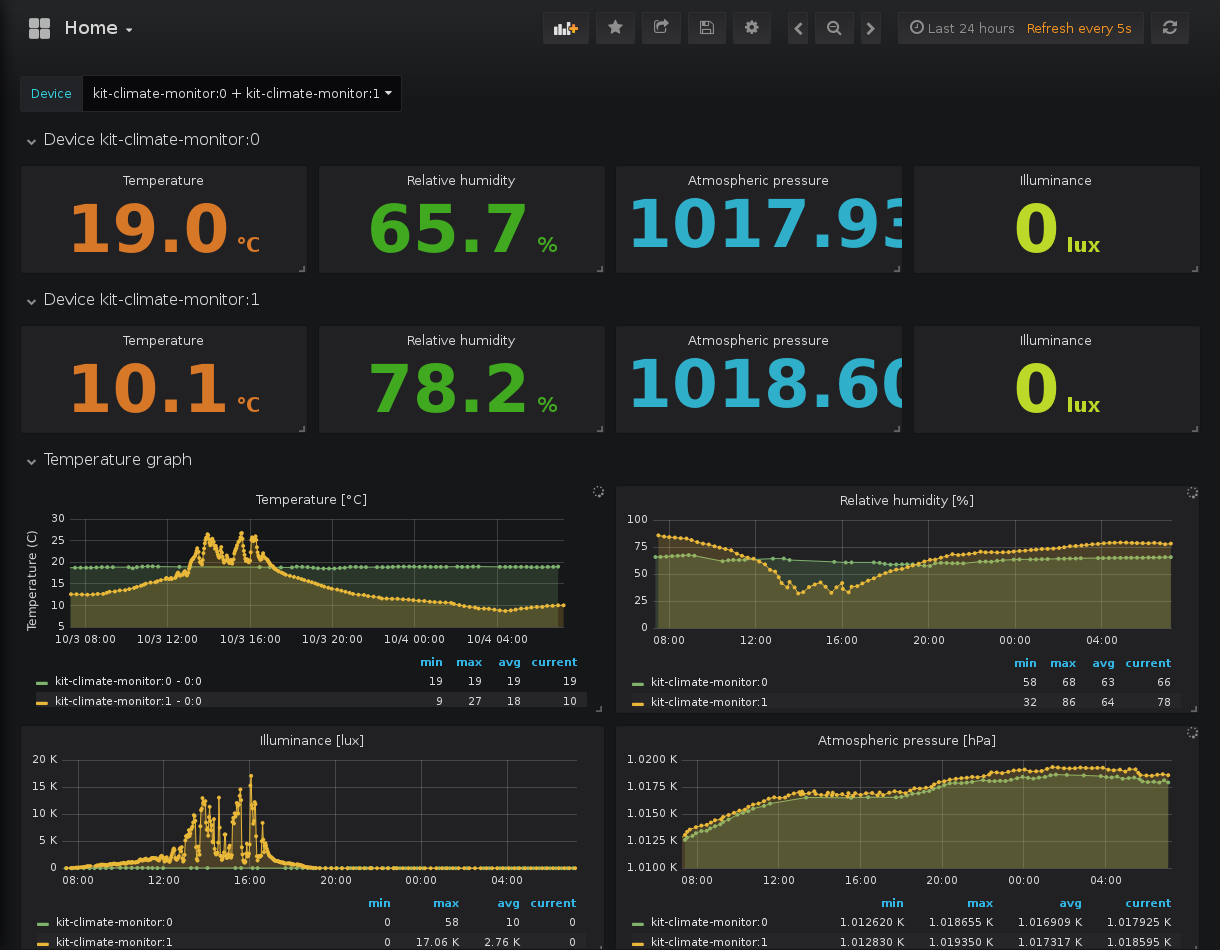 Home
Last 24 hours Refresh every 5s
Device kit-climate-monitor:0 + kit-climate-monitor:1
Device kit-climate-monitor:0
Temperature Relative humidity Atmospheric pressure Illuminance
19.0 °C 65.7 % 1017.93 0 lux
Device kit-climate-monitor:1
Temperature Relative humidity Atmospheric pressure Illuminance
10.1 °C 78.2 % 1018.60 0 lux
Temperature graph
Temperature [°C]
Temperature (C)
30
25
20
15
10
5
10/3 08:00 10/3 12:00 10/3 16:00 10/3 20:00 10/4 00:00 10/4 04:00
min max avg current
kit-climate-monitor:0 - 0:0 19 19 19 19
kit-climate-monitor:1 - 0:0 9 27 18 10
Relative humidity [%]
100
75
50
25
0
08:00 12:00 16:00 20:00 00:00 04:00
min max avg current
kit-climate-monitor:0 58 68 63 66
kit-climate-monitor:1 32 86 64 78
Illuminance [lux]
20 K
15 K
10 K
5 K
0
08:00 12:00 16:00 20:00 00:00 04:00
min max avg current
kit-climate-monitor:0 0 58 10 0
kit-climate-monitor:1 0 17.06 K 2.76 K 0
Atmospheric pressure [hPa]
1.0200 K
1.0175 K
1.0150 K
1.0125 K
1.0100 K
08:00 12:00 16:00 20:00 00:00 04:00
min max avg current
kit-climate-monitor:0 1.012620 K 1.018655 K 1.016909 K 1.017925 K
kit-climate-monitor:1 1.012830 K 1.019350 K 1.017317 K 1.018595 K